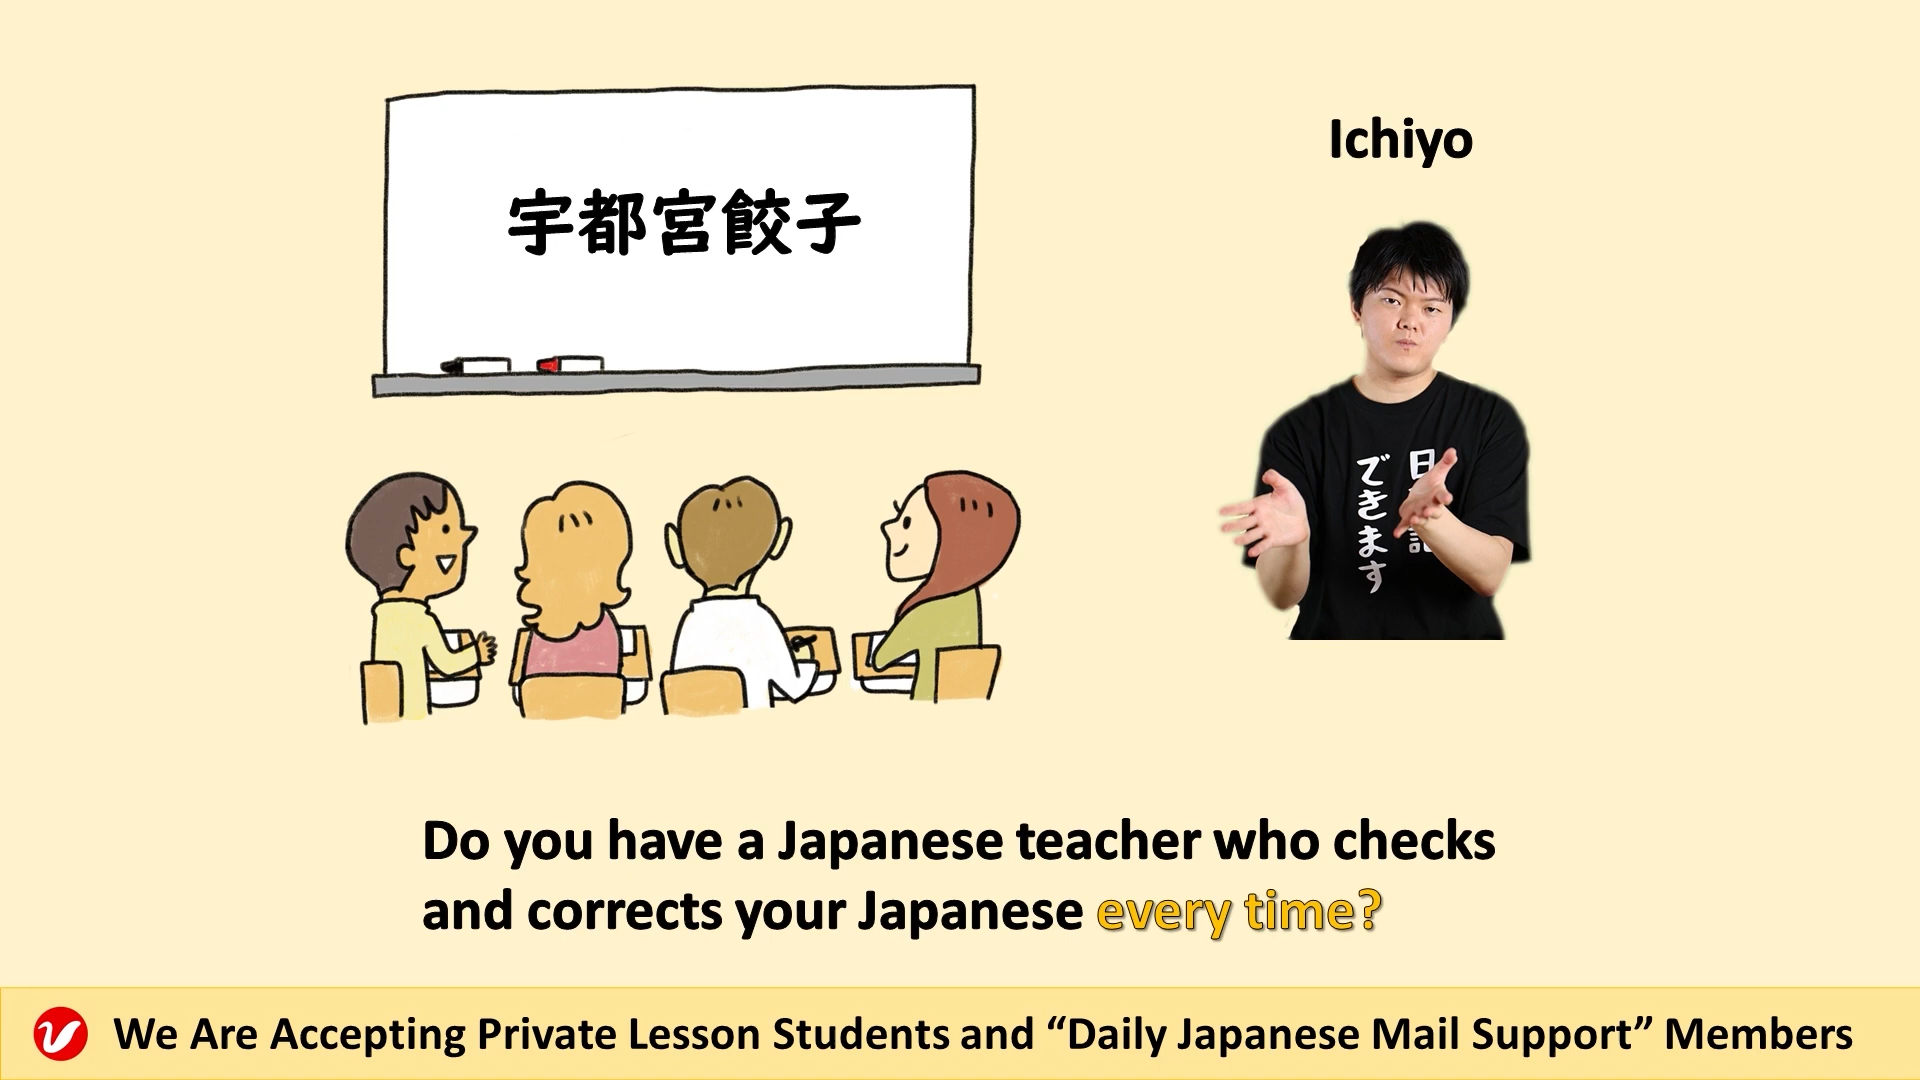 宇都宮餃子
Ichiyo
できます
Do you have a Japanese teacher who checks
and corrects your Japanese every time?
We Are Accepting Private Lesson Students and “Daily Japanese Mail Support” Members